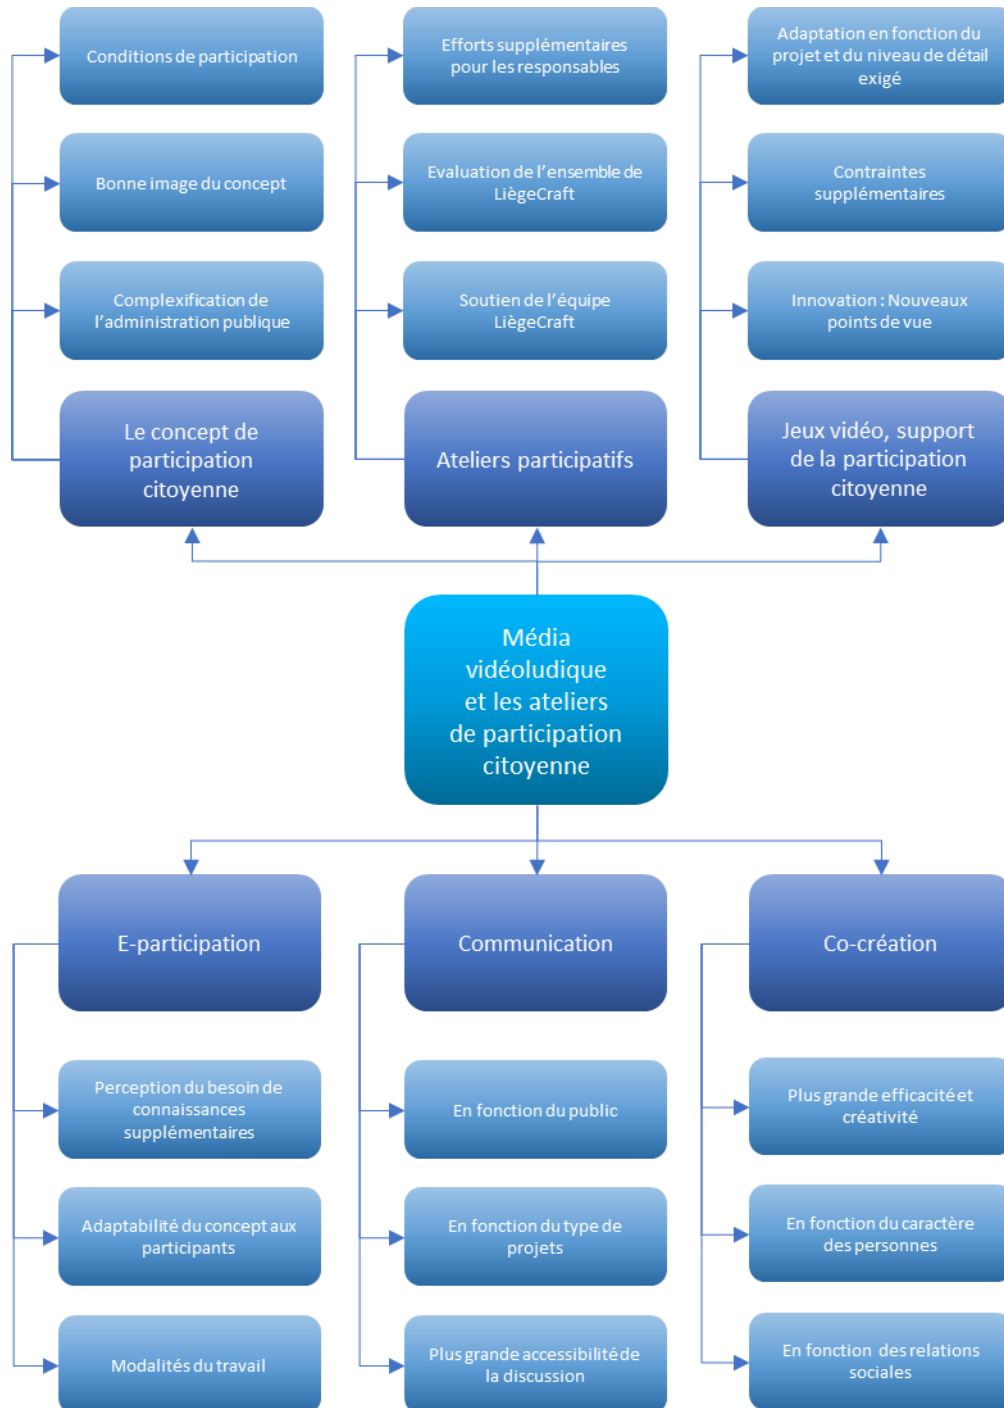 Conditions de participation
Efforts supplémentaires
pour les responsables
Adaptation en fonction du
projet et du niveau de détail
exigé
Bonne image du concept
Evaluation de l'ensemble de
LiègeCraft
Contraintes
supplémentaires
Complexification de
l'administration publique
Soutien de l'équipe
LiègeCraft
Innovation : Nouveaux
points de vue
Le concept de
participation
citoyenne
Ateliers participatifs
Jeux vidéo, support
de la participation
citoyenne
Média
vidéoludique
et les ateliers
de participation
citoyenne
E-participation
Communication
Co-création
Perception du besoin de
connaissances
supplémentaires
En fonction du public
Plus grande efficacité et
créativité
Adaptabilité du concept aux
participants
En fonction du type de
projets
En fonction du caractère
des personnes
Modalités du travail
Plus grande accessibilité de
la discussion
En fonction des relations
sociales